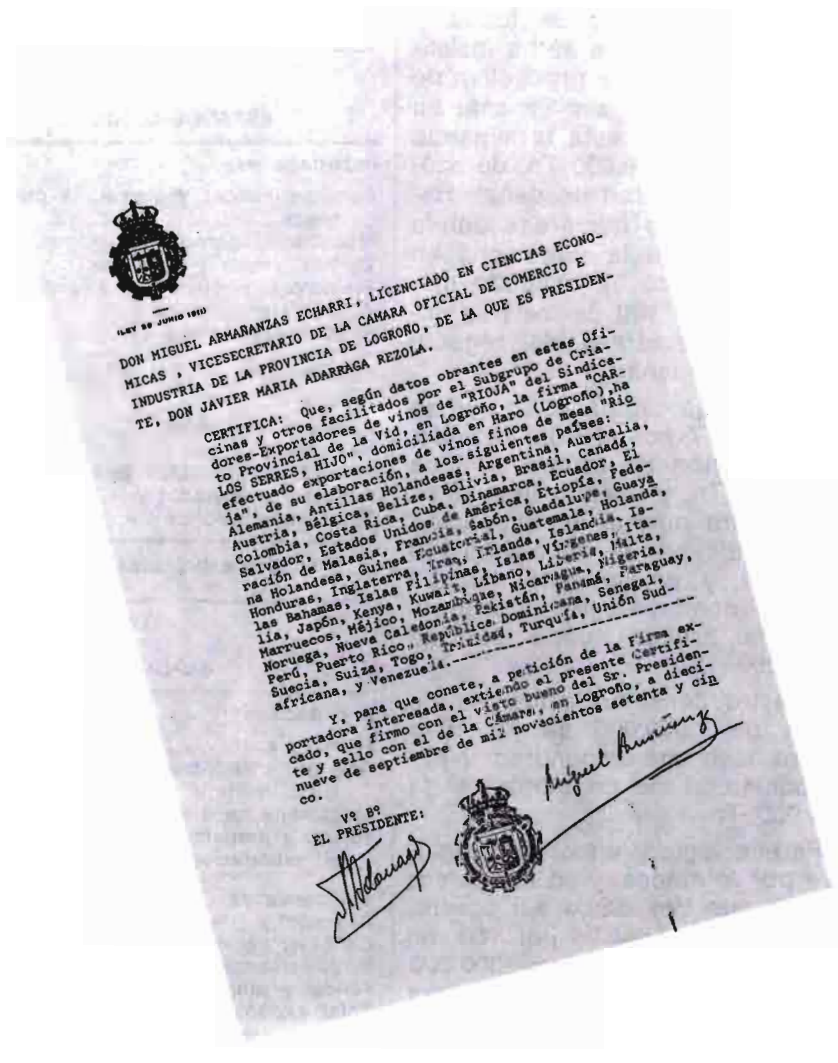 (LEY 29 JUNIO 1911)
DON MIGUEL ARMAÑANZAS ECHARRI, LICENCIADO EN CIENCIAS ECONO-
MICAS , VICESECRETARIO DE LA CAMARA OFICIAL DE COMERCIO E
INDUSTRIA DE LA PROVINCIA DE LOGROÑO, DE LA QUE ES PRESIDEN-
TE, DON JAVIER MARIA ADARRAGA REZOLA.
CERTIFICA: Que, según datos obrantes en estas Ofi-
cinas y otros facilitados por el Subgrupo de Cria-
dores-Exportadores de vinos de "RIOJA" del Sindica-
to Provincial de la Vid, en Logroño, la firma "CAR-
LOS SERRES, HIJO", domiciliada en Haro (Logroño), ha
efectuado exportaciones de vinos finos de mesa "Rio
ja", de su elaboración, a los siguientes países:
Alemania, Antillas Holandesas, Argentina, Australia,
Austria, Bélgica, Belize, Bolivia, Brasil, Canadá,
Colombia, Costa Rica, Cuba, Dinamarca, Ecuador, El
Salvador, Estados Unidos de América, Etiopía, Fede-
ración de Malasia, Francia, Gabón, Guadalupe, Guaya
na Holandesa, Guinea Ecuatorial, Guatemala, Holanda,
Honduras, Inglaterra, Iran, Irlanda, Islandia, Is-
las Bahamas, Islas Filipinas, Islas Vírgenes, Ita-
lia, Japón, Kenya, Kuwait, Líbano, Liberia, Malta,
Marruecos, Méjico, Mozambique, Nicaragua, Nigeria,
Noruega, Nueva Caledonia, Pakistán, Panamá, Paraguay,
Perú, Puerto Rico, República Dominicana, Senegal,
Suecia, Suiza, Togo, Trinidad, Turquía, Unión Sud-
africana, y Venezuela.------------------------------
Y, para que conste, a petición de la Firma ex-
portadora interesada, extiendo el presente Certifi-
cado, que firmo con el visto bueno del Sr. Presiden-
te y sello con el de la Cámara, en Logroño, a dieci-
nueve de septiembre de mil novecientos setenta y cin
co.
Vº Bº
EL PRESIDENTE:
Miguel Armañanzas